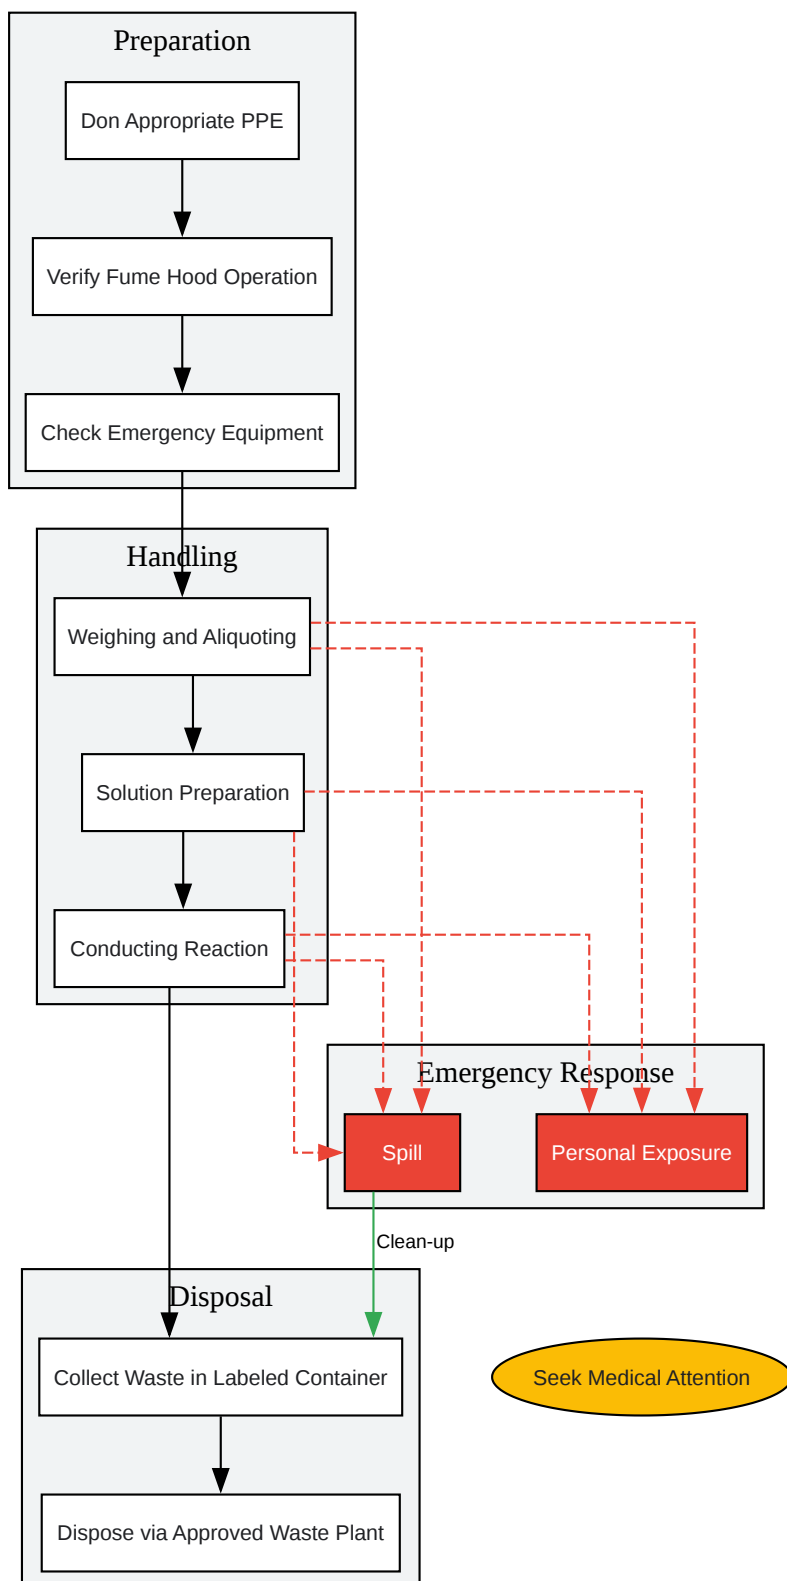 Preparation
Don Appropriate PPE
Verify Fume Hood Operation
Check Emergency Equipment
Handling
Weighing and Aliquoting
Solution Preparation
Conducting Reaction
Emergency Response
Spill
Personal Exposure
Clean-up
Disposal
Collect Waste in Labeled Container
Seek Medical Attention
Dispose via Approved Waste Plant